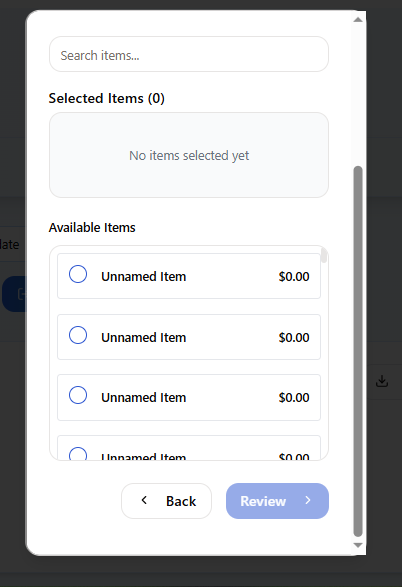 Search items...
Selected Items (0)
No items selected yet
Available Items
Unnamed Item $0.00
Unnamed Item $0.00
Unnamed Item $0.00
Unnamed Item $0.00
Back
Review